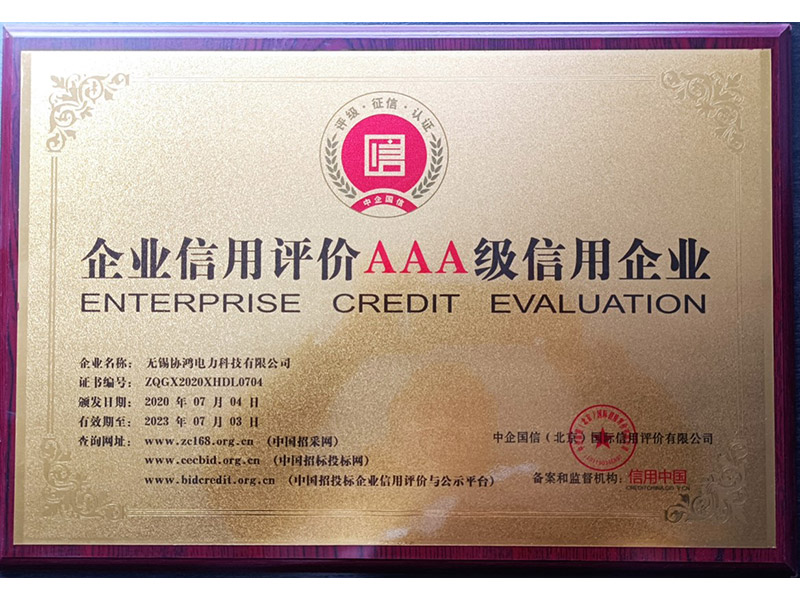 评级·征信·认证
信
中企国信
企业信用评价AAA级信用企业
ENTERPRISE CREDIT EVALUATION
企业名称： 无锡协鸿电力科技有限公司
证书编号： ZQGX2020XHDL0704
颁发日期： 2020 年 07 月 04 日
有效期至： 2023 年 07 月 03 日
查询网址： www.zc168.org.cn （中国招采网）
www.cecbid.org.cn （中国招标投标网）
www.bidcredit.org.cn （中国招投标企业信用评价与公示平台）
中企国信（北京）国际信用评价有限公司
备案和监督机构：信用中国
CREDITCHINA.GOV.CN